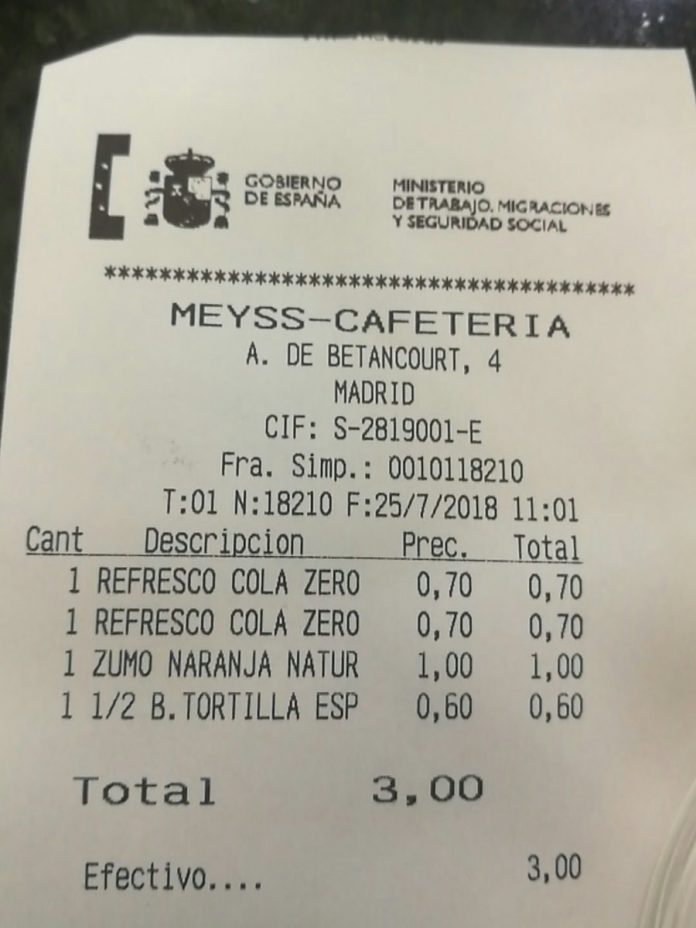 GOBIERNO
DE ESPAÑA
MINISTERIO
DE TRABAJO, MIGRACIONES
Y SEGURIDAD SOCIAL
***************************************
MEYSS-CAFETERIA
A. DE BETANCOURT, 4
MADRID
CIF: S-2819001-E
Fra. Simp.: 0010118210
T:01 N:18210 F:25/7/2018 11:01
Cant Descripcion Prec. Total
1 REFRESCO COLA ZERO 0,70 0,70
1 REFRESCO COLA ZERO 0,70 0,70
1 ZUMO NARANJA NATUR 1,00 1,00
1 1/2 B.TORTILLA ESP 0,60 0,60
Total 3,00
Efectivo.... 3,00